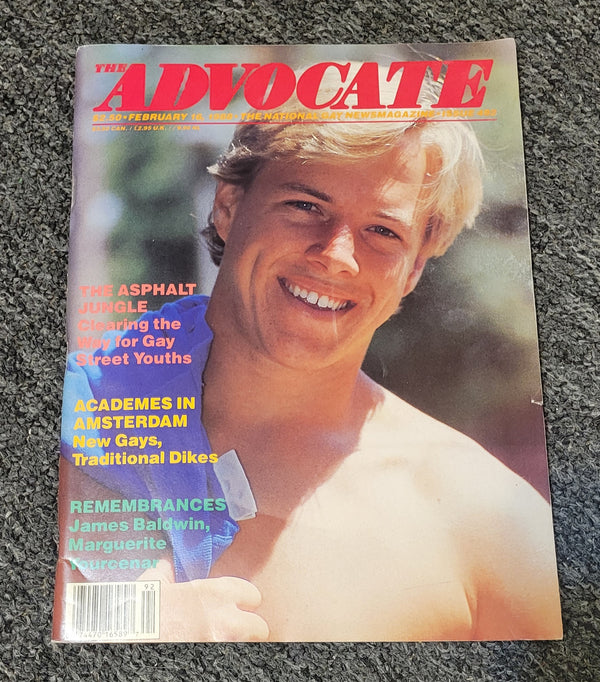 THE
ADVOCATE
$2.50 • FEBRUARY 16, 1988 • THE NATIONAL GAY NEWSMAGAZINE • ISSUE
THE ASPHALT
JUNGLE
Clearing the
Way for Gay
Street Youths
ACADEMES IN
AMSTERDAM
New Gays,
Traditional Dikes
REMEMBRANCES
James Baldwin,
Marguerite
Yourcenar
92